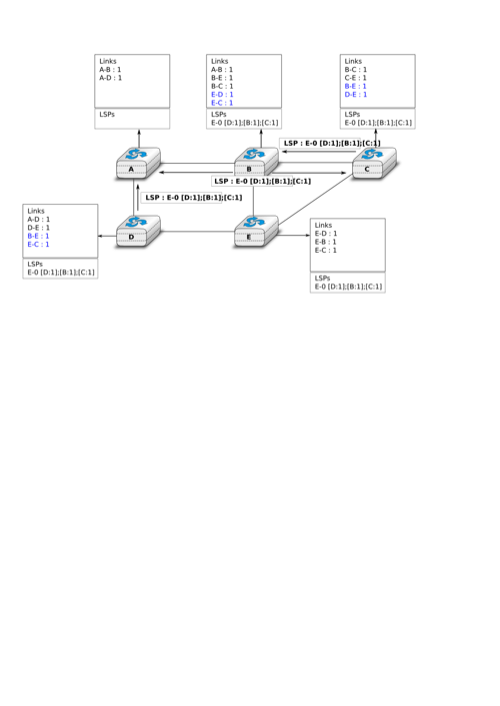 Links
A-B : 1
A-D : 1
LSPs
Links
A-B : 1
B-E : 1
B-C : 1
E-D : 1
E-C : 1
LSPs
E-0 [D:1];[B:1];[C:1]
Links
B-C : 1
C-E : 1
B-E : 1
D-E : 1
LSPs
E-0 [D:1];[B:1];[C:1]
LSP : E-0 [D:1];[B:1];[C:1]
A
B
C
LSP : E-0 [D:1];[B:1];[C:1]
LSP : E-0 [D:1];[B:1];[C:1]
Links
A-D : 1
D-E : 1
B-E : 1
E-C : 1
LSPs
E-0 [D:1];[B:1];[C:1]
D
E
Links
E-D : 1
E-B : 1
E-C : 1
LSPs
E-0 [D:1];[B:1];[C:1]